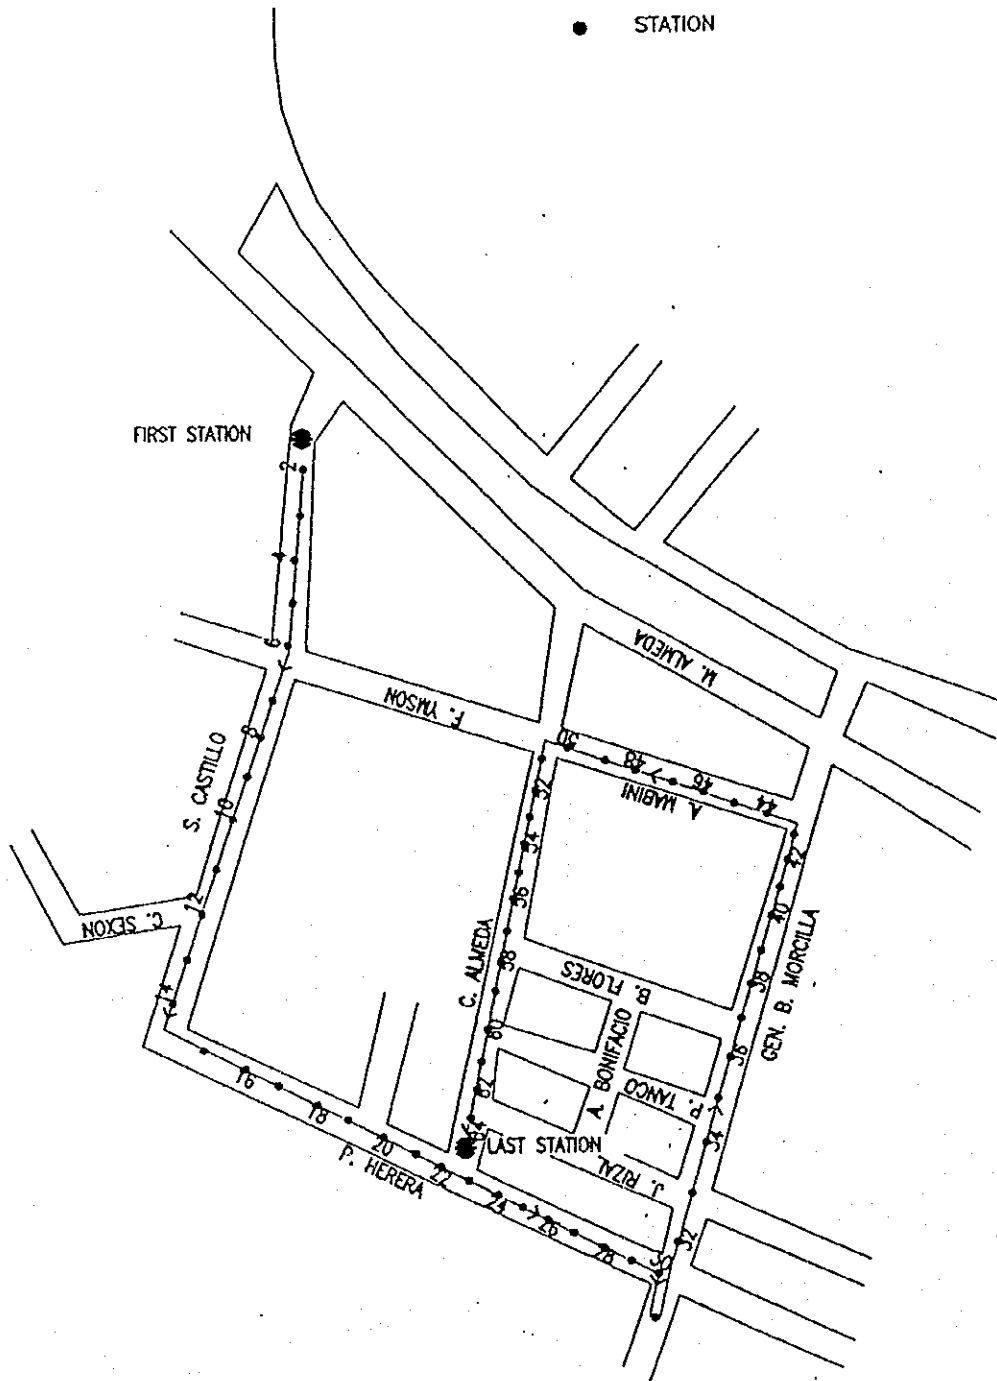 STATION
FIRST STATION
2
4
6
8
10
12
14
S. CASTILLO
F. YMSON
M. ALMEDA
C. SEXON
16
18
20
22
24
26
28
P. HERERA
32
34
36
38
40
42
GEN. B. MORCILLA
44
46
48
50
A. MABINI
52
54
56
58
60
62
64
C. ALMEDA
B. FLORES
A. BONIFACIO
P. TANCO
J. RIZAL
LAST STATION